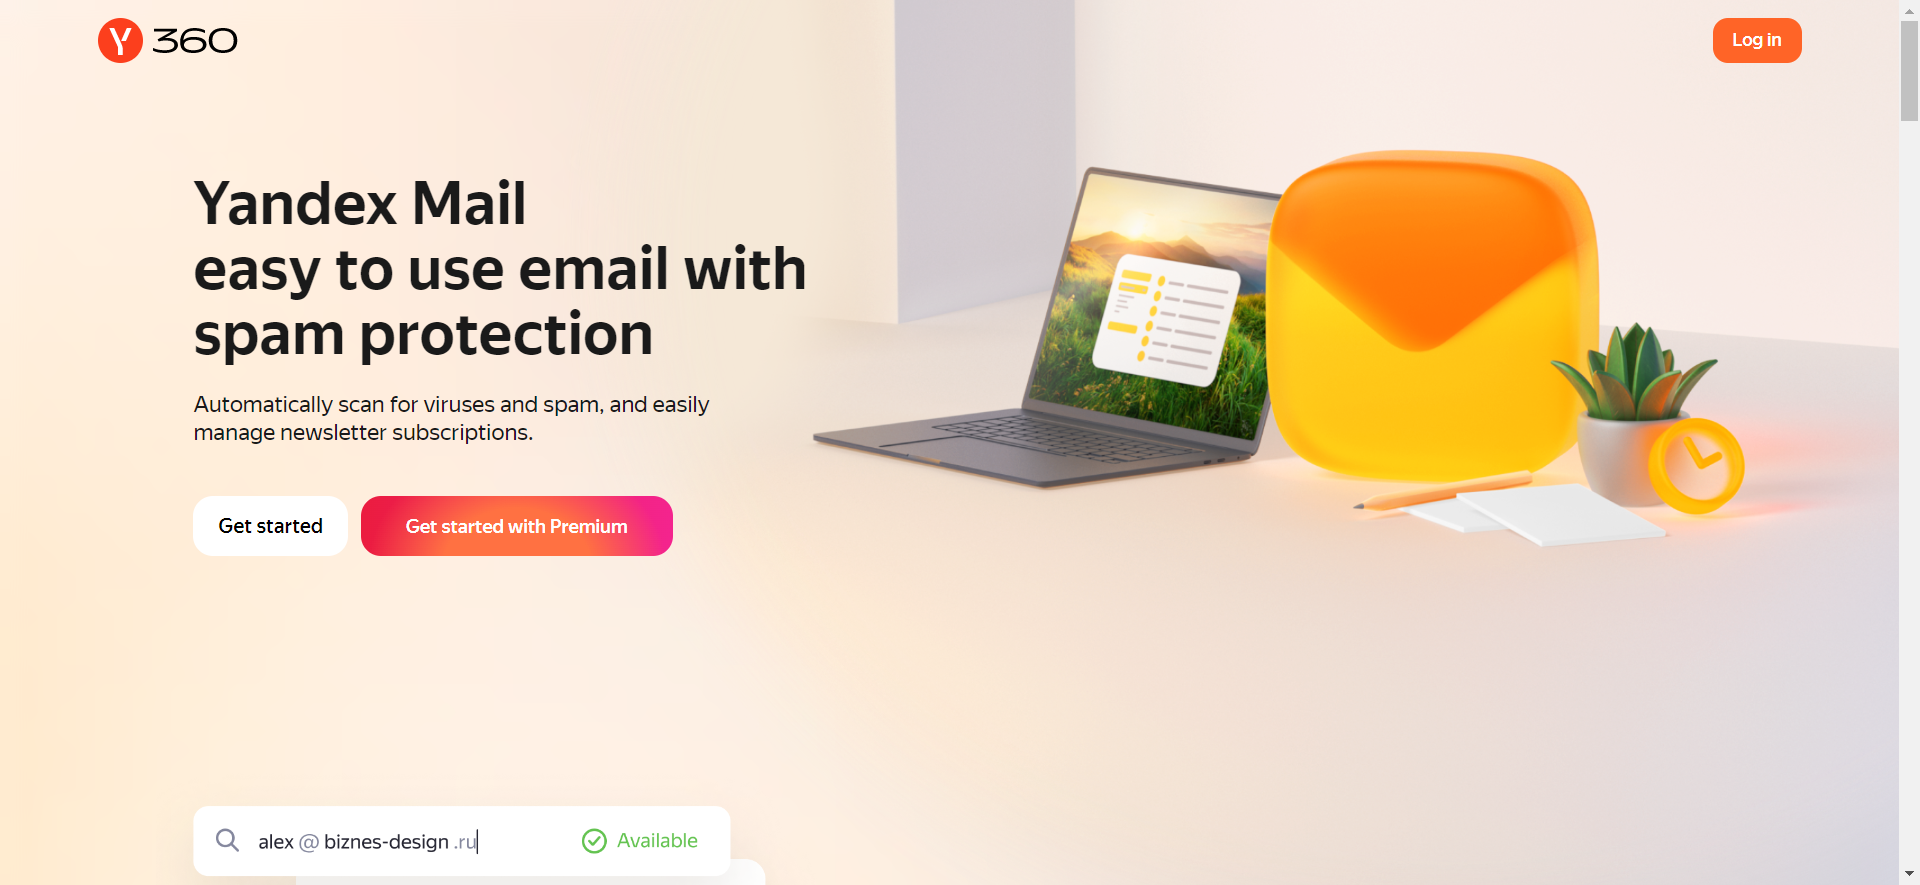 Y 360
Log in
Yandex Mail
easy to use email with
spam protection
Automatically scan for viruses and spam, and easily
manage newsletter subscriptions.
Get started
Get started with Premium
alex @ biznes-design .ru
Available